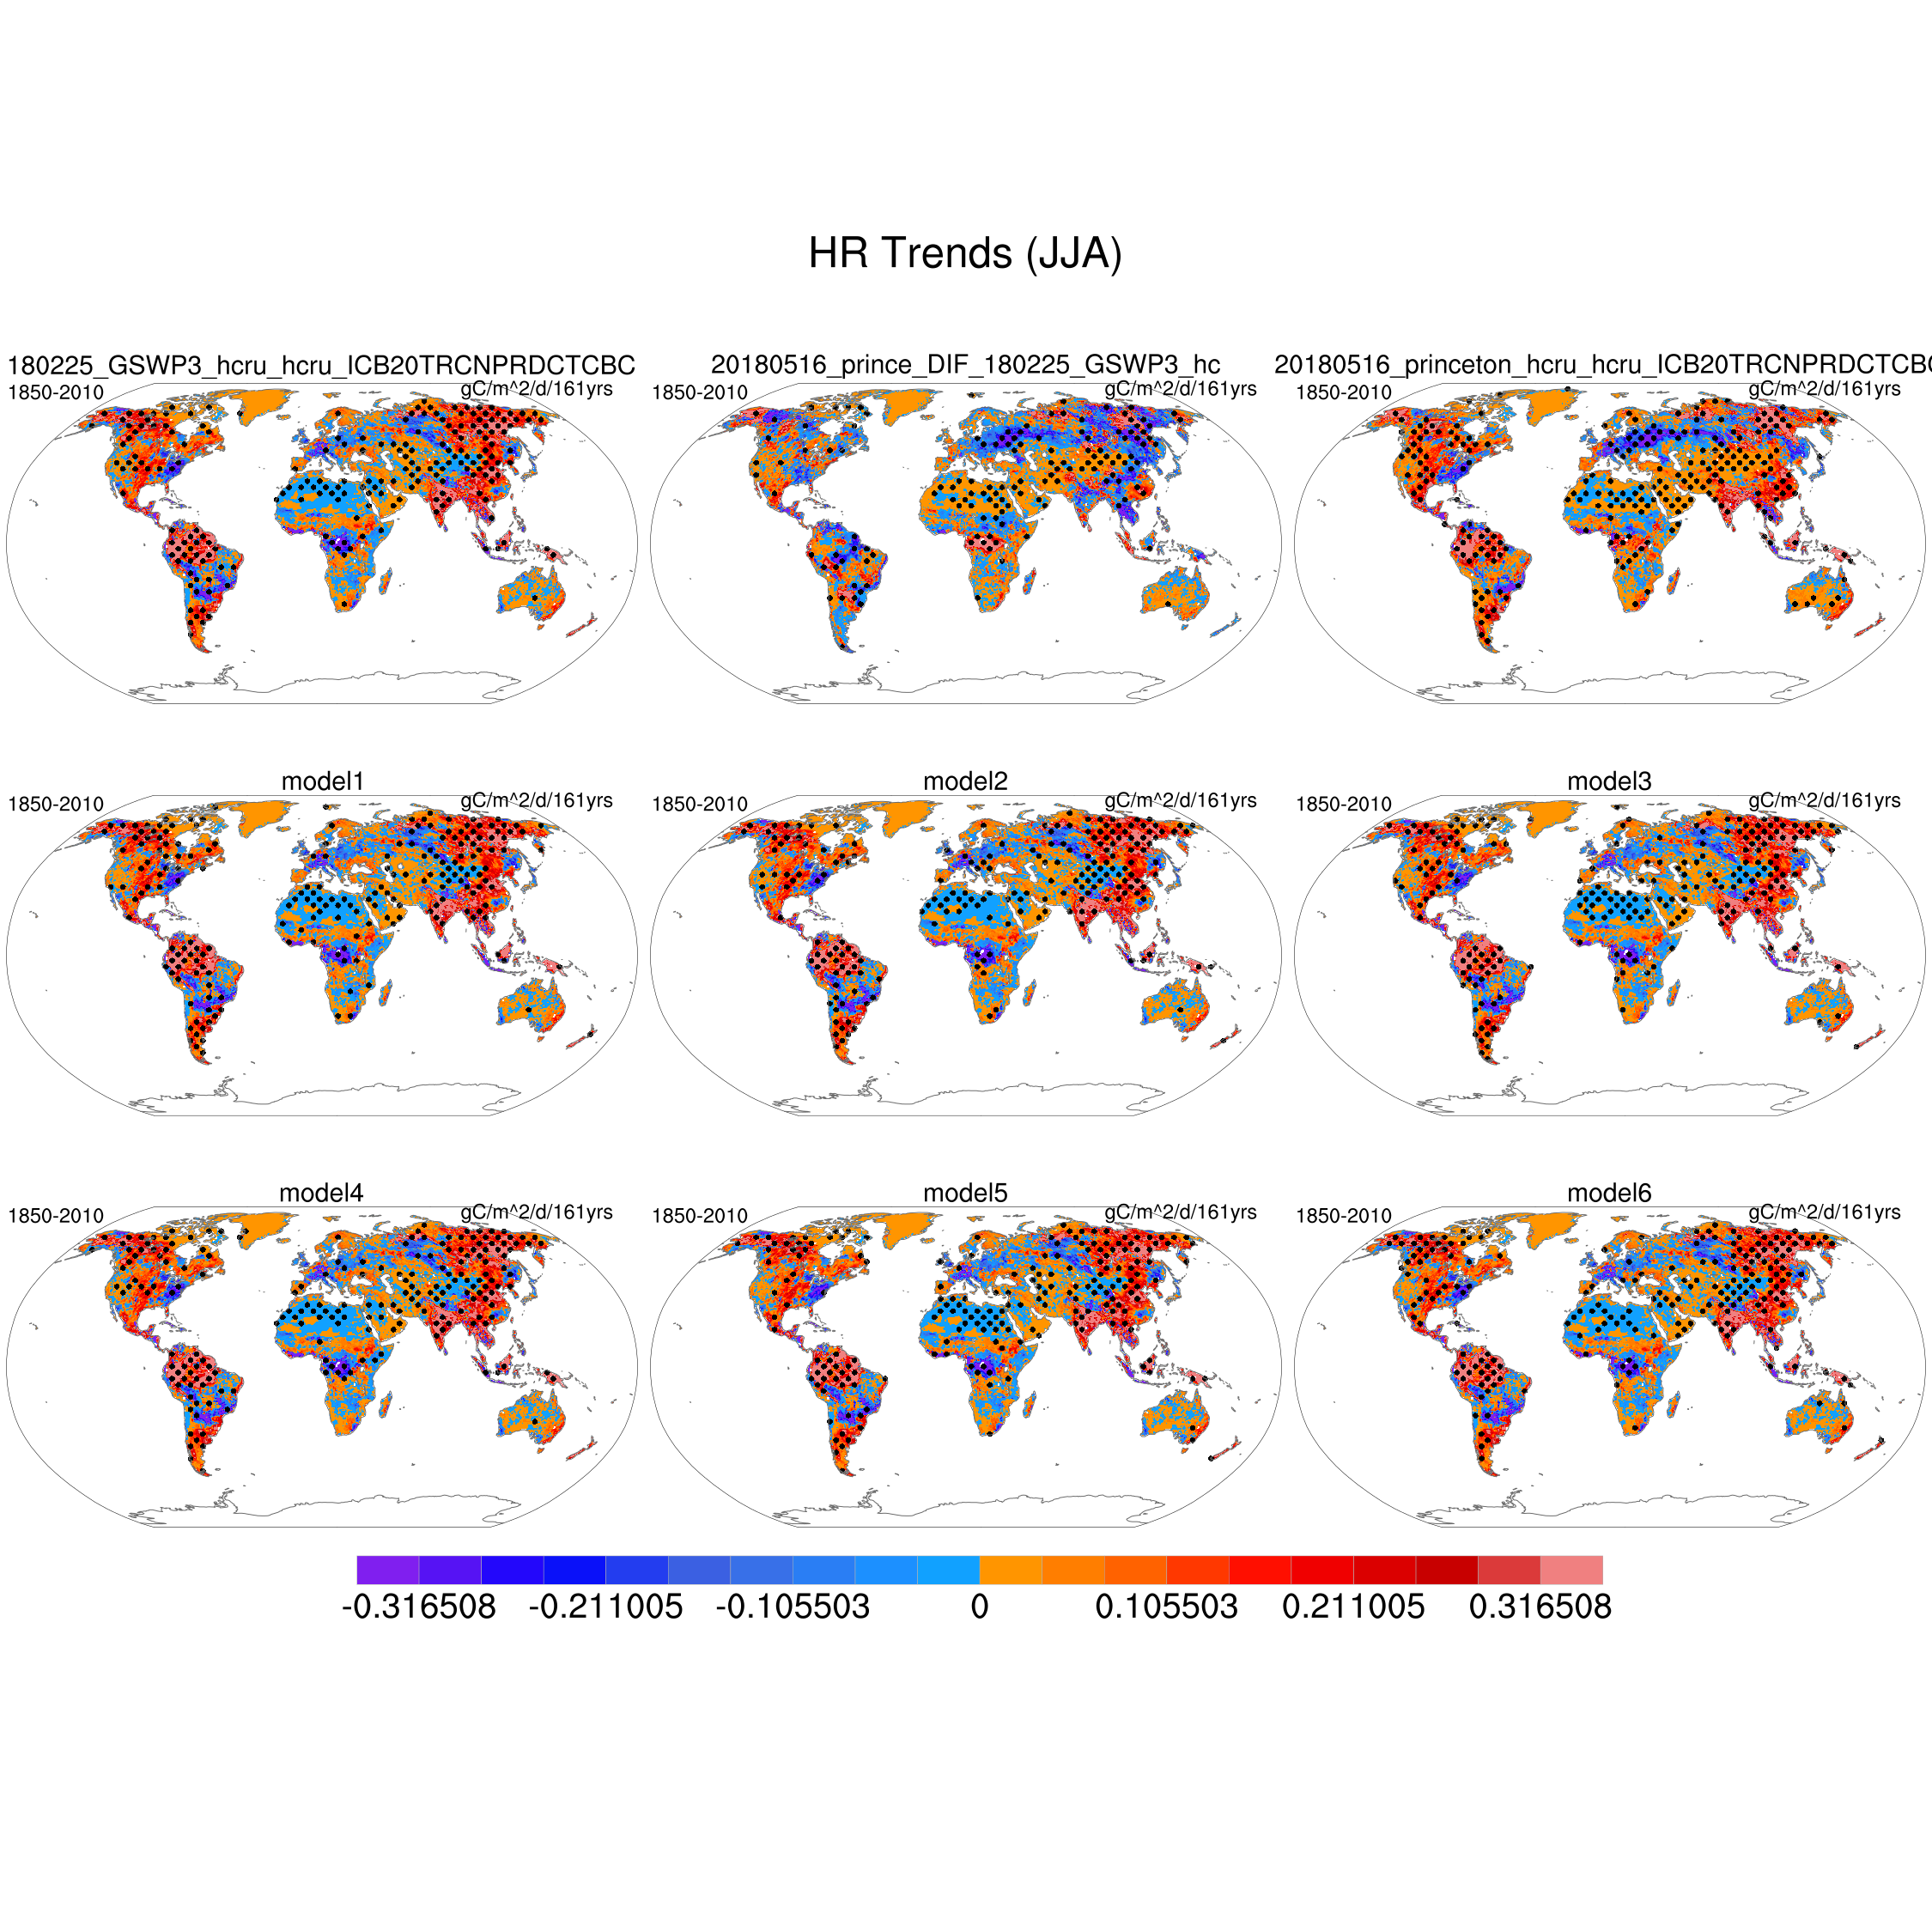 HR Trends (JJA)
180225_GSWP3_hcru_hcru_ICB20TRCNPRDCTCBC
20180516_prince_DIF_180225_GSWP3_hc
20180516_princeton_hcru_hcru_ICB20TRCNPRDCTCBC
1850-2010
gC/m^2/d/161yrs
1850-2010
gC/m^2/d/161yrs
1850-2010
gC/m^2/d/161yrs
model1
model2
model3
1850-2010
gC/m^2/d/161yrs
1850-2010
gC/m^2/d/161yrs
1850-2010
gC/m^2/d/161yrs
model4
model5
model6
1850-2010
gC/m^2/d/161yrs
1850-2010
gC/m^2/d/161yrs
1850-2010
gC/m^2/d/161yrs
-0.316508 -0.211005 -0.105503 0 0.105503 0.211005 0.316508